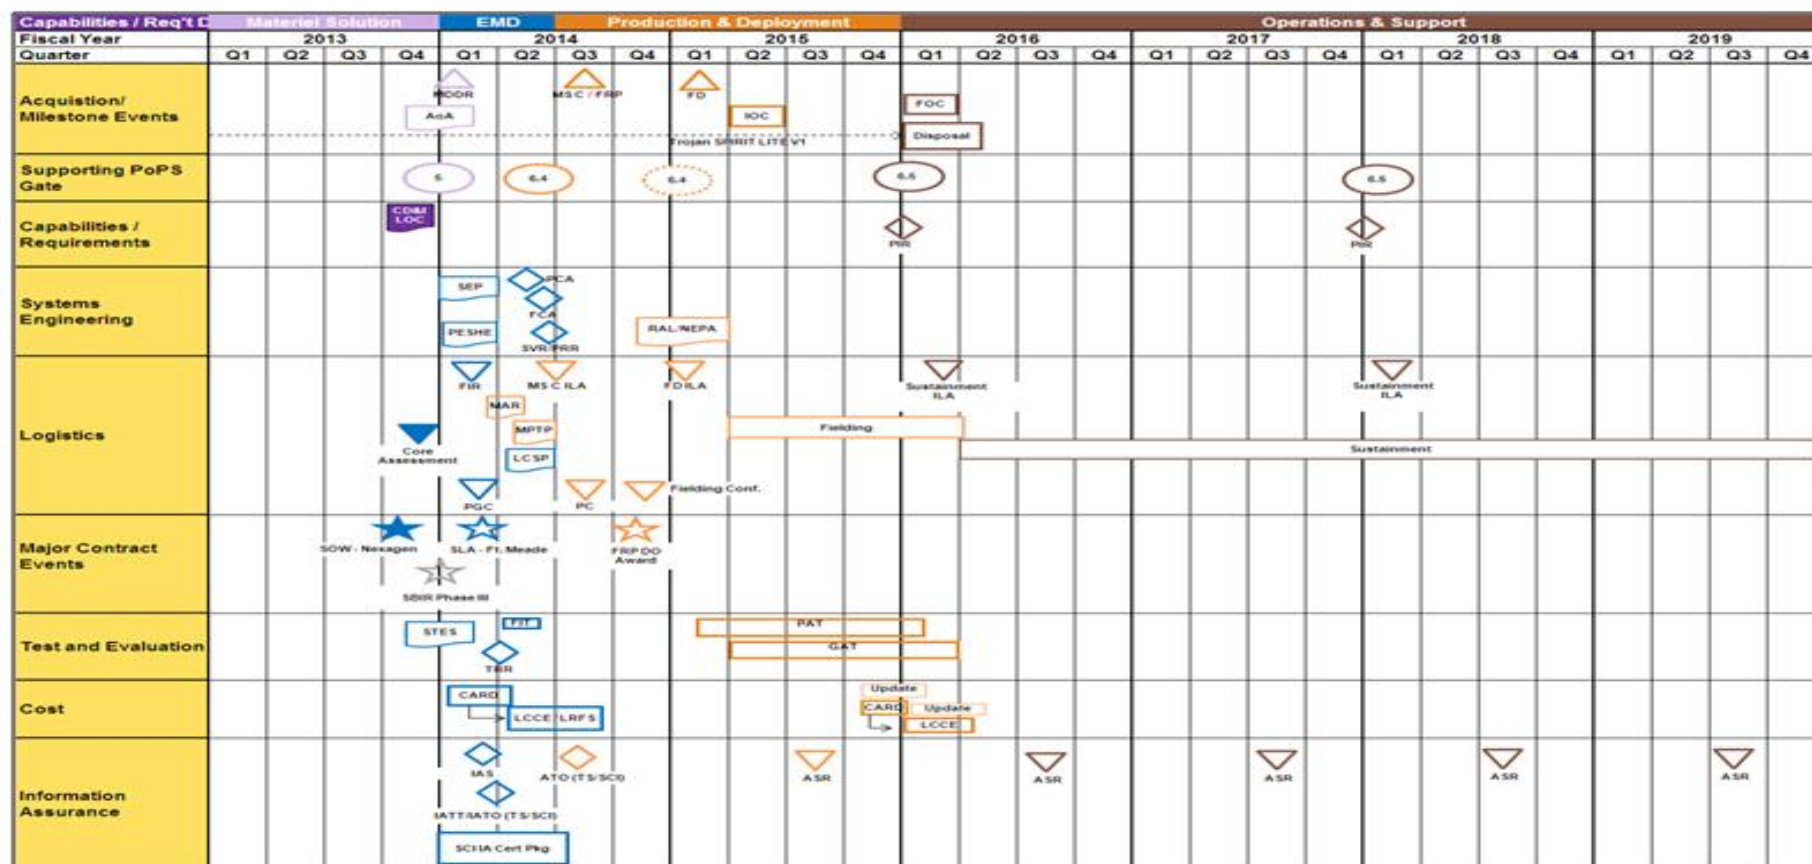 Capabilities / Req't D Materiel Solution EMD Production & Deployment Operations & Support
Fiscal Year 2013 2014 2015 2016 2017 2018 2019
Quarter Q1 Q2 Q3 Q4 Q1 Q2 Q3 Q4 Q1 Q2 Q3 Q4 Q1 Q2 Q3 Q4 Q1 Q2 Q3 Q4 Q1 Q2 Q3 Q4 Q1 Q2 Q3 Q4
Acquistion/
Milestone Events
MSC / FRP
FD
AoA
IOC
FOC
Disposal
Trojan SPIRIT LITE V1
Supporting PoPS
Gate
5
6.4
6.4
6.5
6.5
Capabilities /
Requirements
CD&I
LOC
PIR
PIR
Systems
Engineering
SEP
PCA
FCA
PESHE
SVR/PRR
RAL/NEPA
Logistics
FIR
MS C ILA
FD ILA
Sustainment
ILA
Sustainment
ILA
MAR
MPTP
Fielding
Core
Assessment
LCSP
Sustainment
PGC
PC
Fielding Conf.
Major Contract
Events
SOW - Nexagen
SLA - Ft. Meade
FRP DO
Award
SBIR Phase III
Test and Evaluation
STES
FIT
TRR
PAT
GAT
Cost
CARD
LCCE/LRFS
Update
CARD
Update
LCCE
Information
Assurance
IAS
ATO (TS/SCI)
ASR
ASR
ASR
ASR
ASR
IATT/IATO (TS/SCI)
Cert Pkg